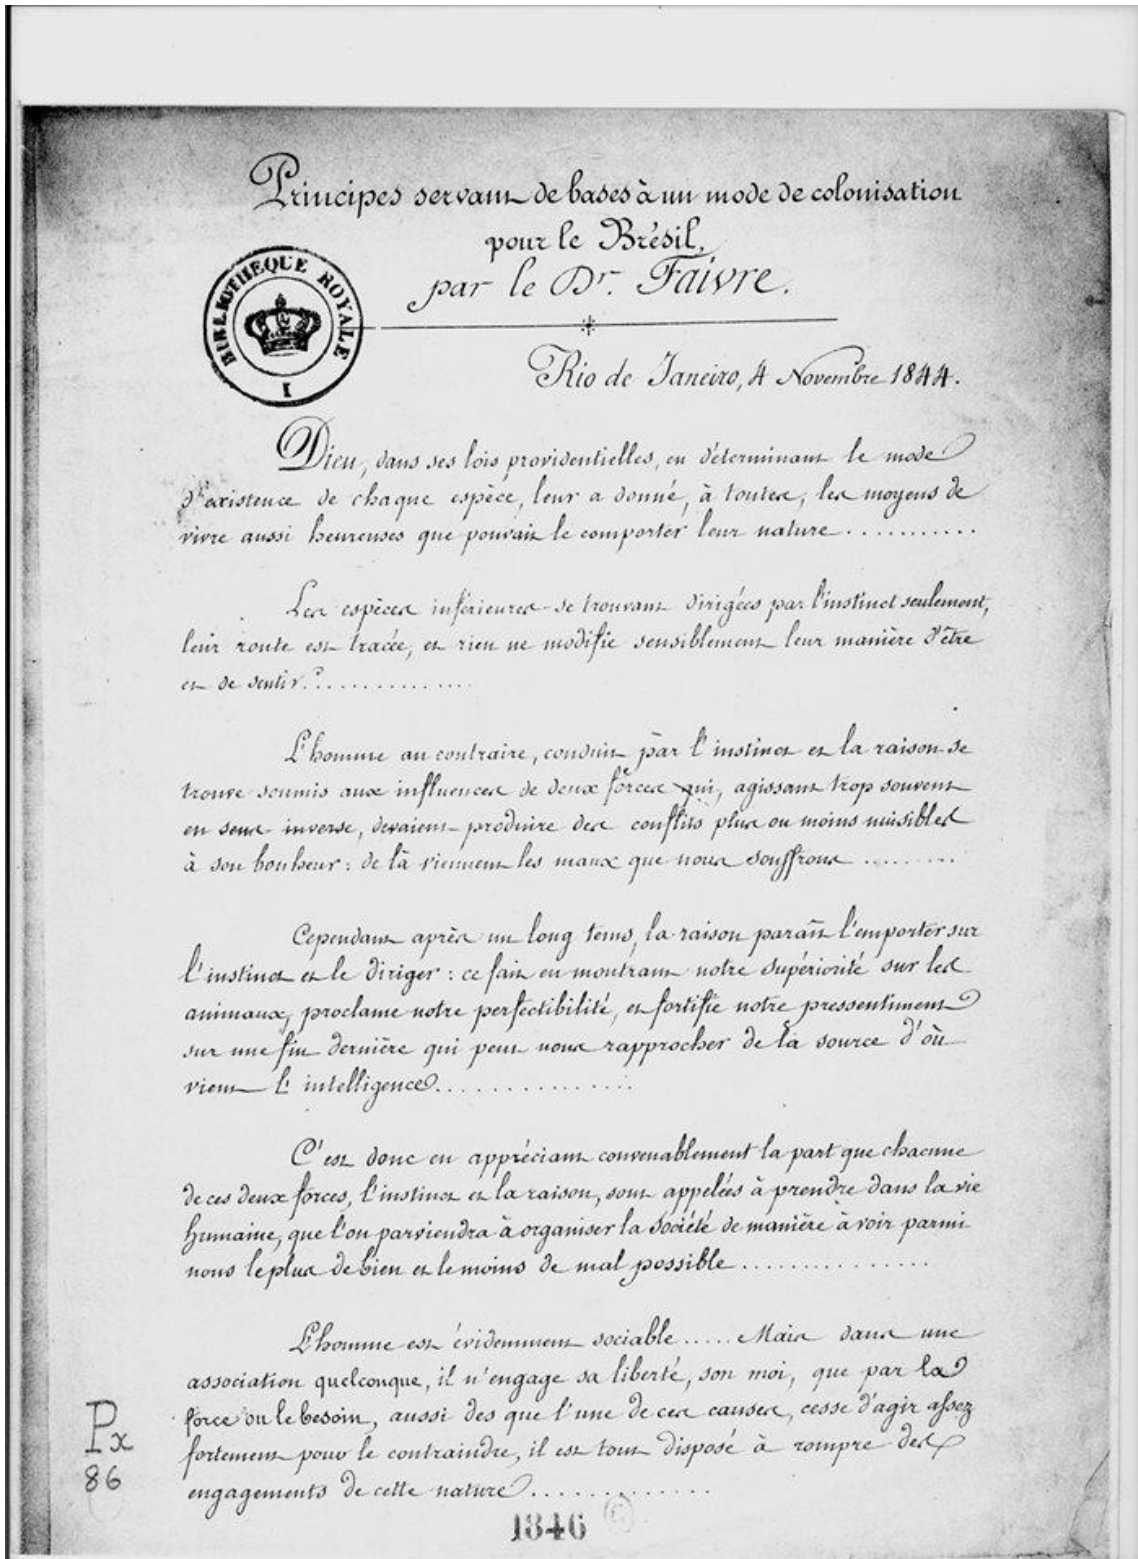 Principes servant de bases à un mode de colonisation
pour le Brésil,
par le Dr. Faivre.
BIBLIOTHEQUE ROYALE
I
Rio de Janeiro, 4 Novembre 1844.
Dieu, dans ses lois providentielles, en déterminant le mode
d'existence de chaque espèce, leur a donné, à toutes, les moyens de
vivre aussi heureuses que pouvait le comporter leur nature...........
Les espèces inférieures se trouvant dirigées par l'instinct seulement,
leur route est tracée, et rien ne modifie sensiblement leur manière d'être
et de sentir..............
L'homme au contraire, conduit par l'instinct et la raison se
trouve soumis aux influences de deux forces qui, agissant trop souvent
en sens inverse, devaient produire des conflits plus ou moins nuisibles
à son bonheur : de là viennent les maux que nous souffrons .........
Cependant après un long tems, la raison paraît l'emporter sur
l'instinct et le diriger : ce fait en montrant notre supériorité sur les
animaux, proclame notre perfectibilité, et fortifie notre pressentiment
sur une fin dernière qui peut nous rapprocher de la source d'où
vient l'intelligence...............
C'est donc en appréciant convenablement la part que chacune
de ces deux forces, l'instinct et la raison, sont appelées à prendre dans la vie
humaine, que l'on parviendra à organiser la société de manière à voir parmi
nous le plus de bien et le moins de mal possible...............
L'homme est évidemment sociable..... Mais dans une
association quelconque, il n'engage sa liberté, son moi, que par la
force ou le besoin, aussi des que l'une de ces causes, cesse d'agir assez
fortement pour le contraindre, il est tout disposé à rompre des
engagements de cette nature.............
Px
86
1846